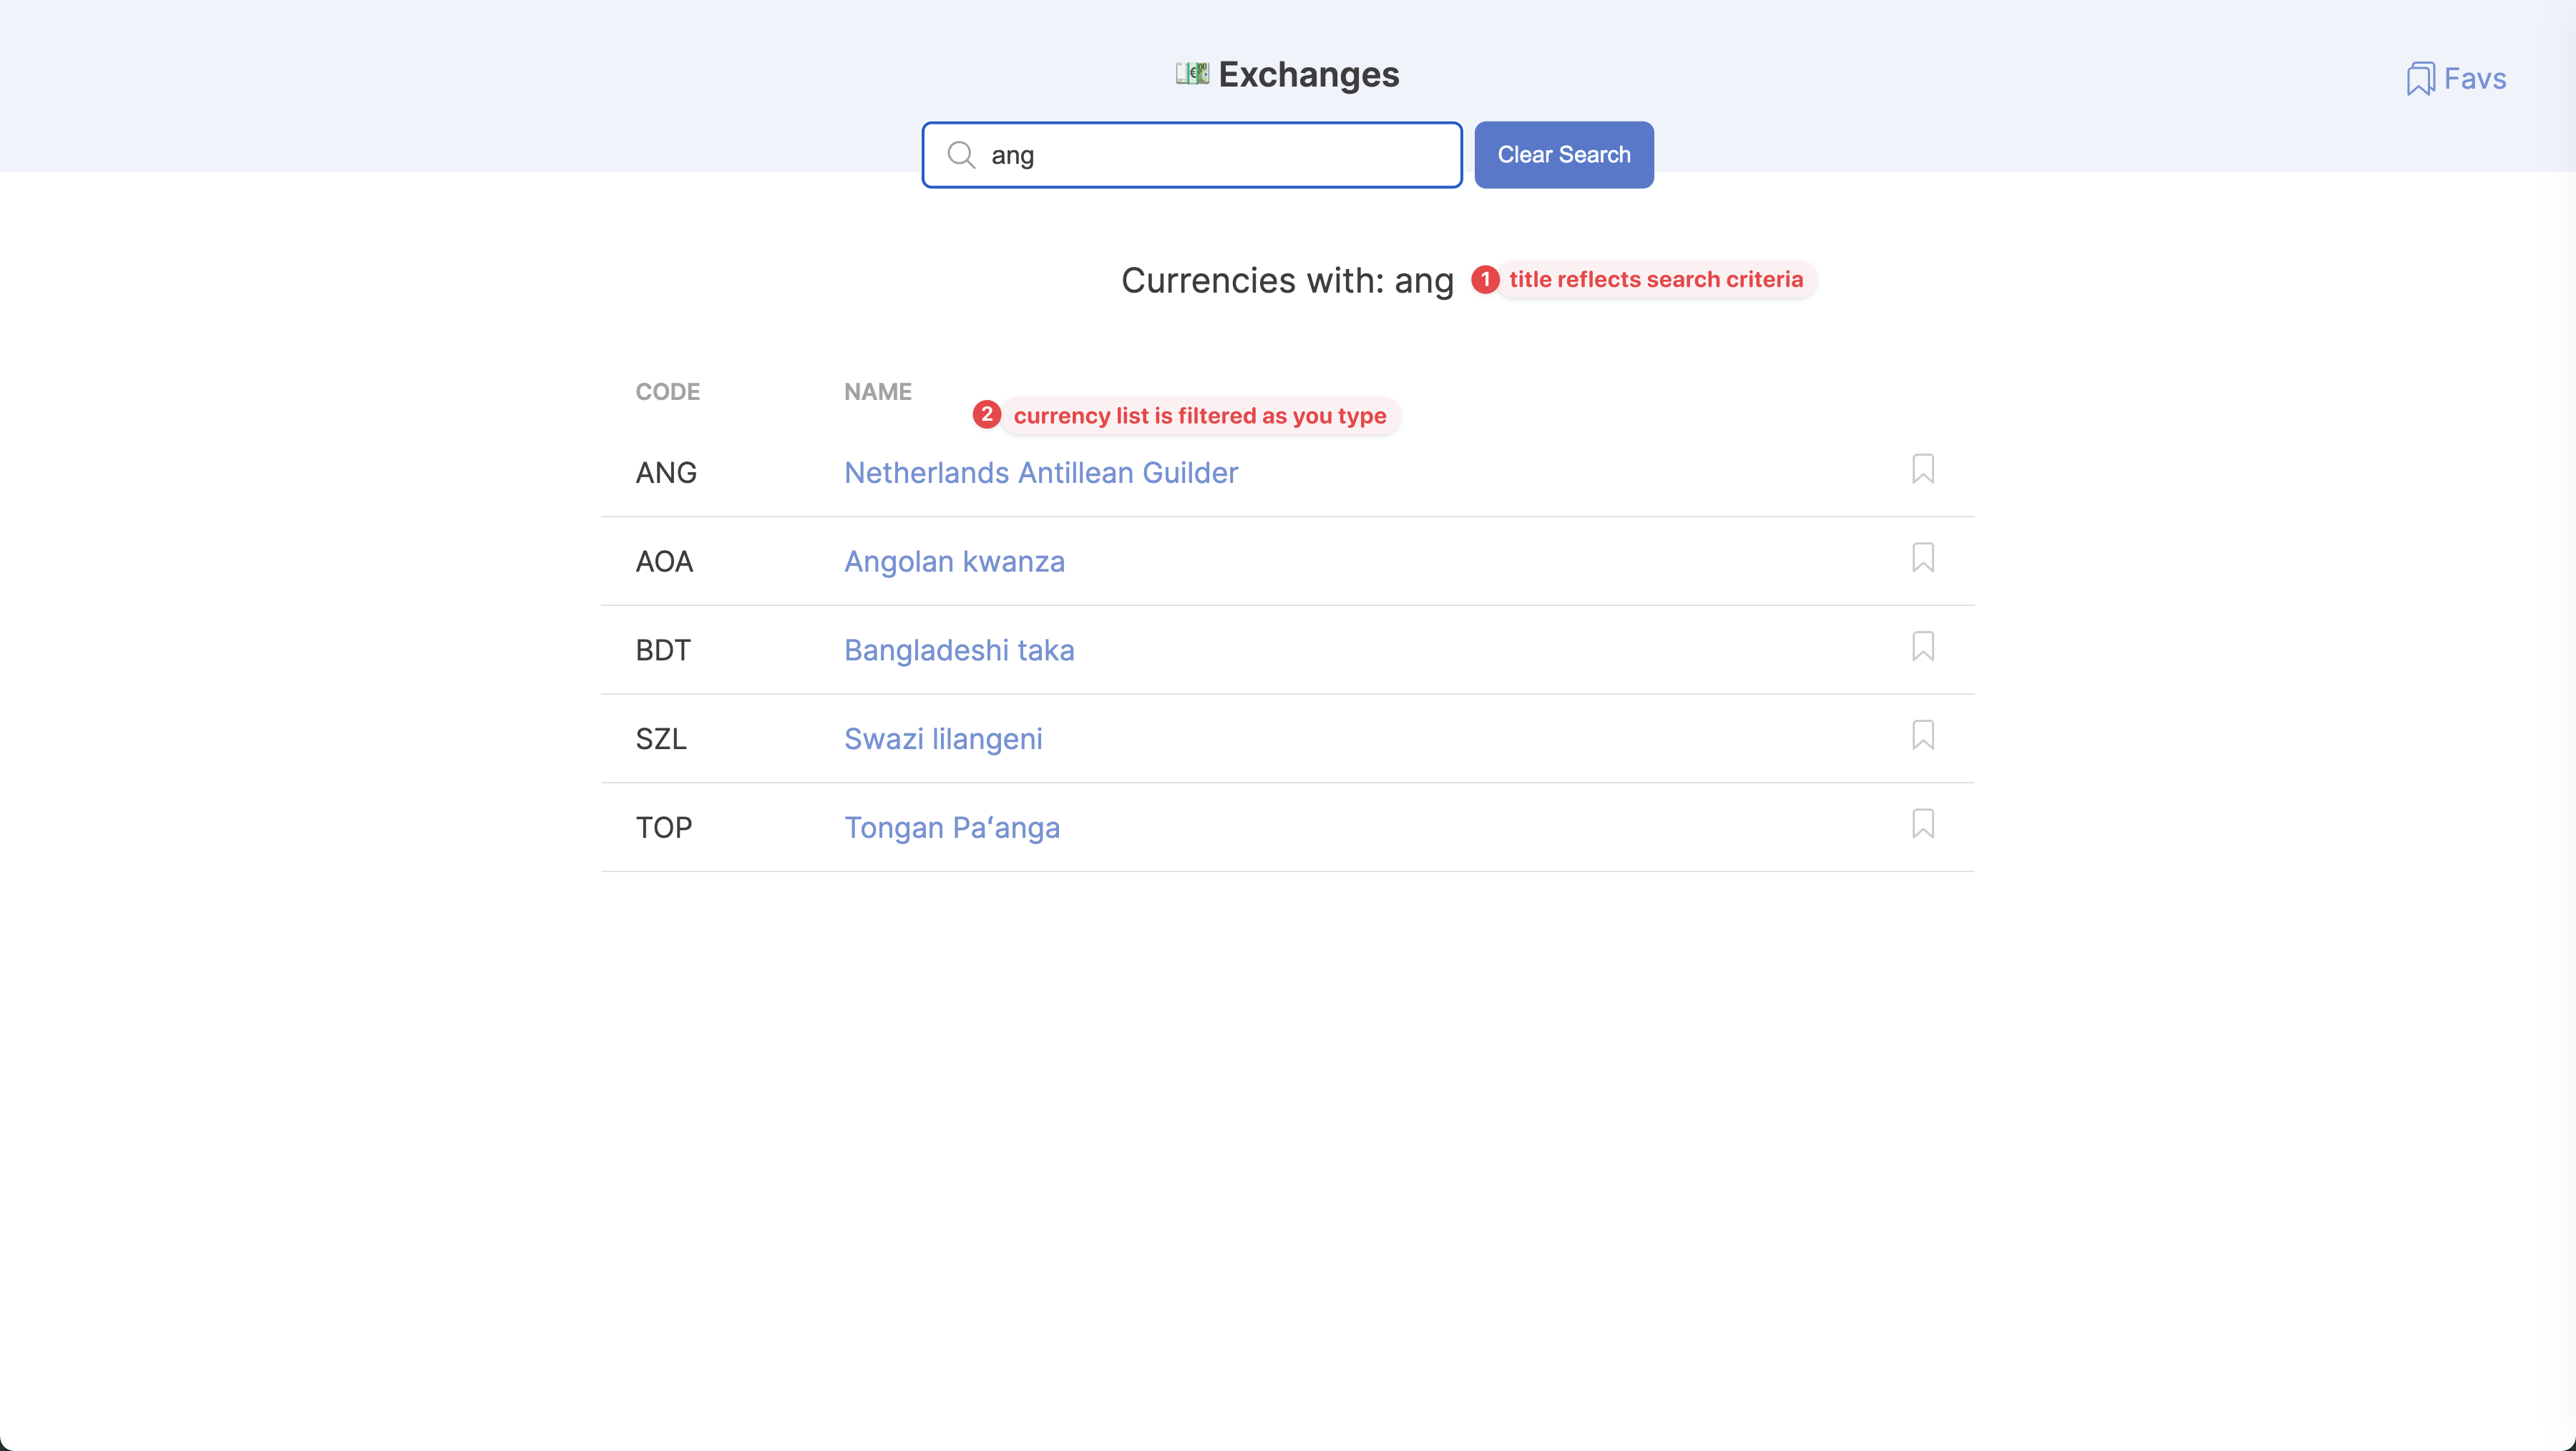 Exchanges
Favs
ang
Clear Search
Currencies with: ang
1 title reflects search criteria
CODE NAME
2 currency list is filtered as you type
ANG Netherlands Antillean Guilder
AOA Angolan kwanza
BDT Bangladeshi taka
SZL Swazi lilangeni
TOP Tongan Paʻanga